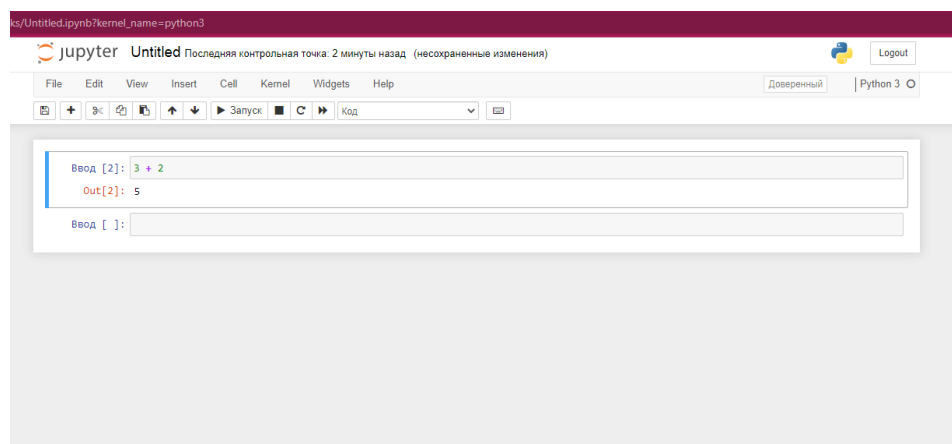 ks/Untitled.ipynb?kernel_name=python3
jupyter Untitled Последняя контрольная точка: 2 минуты назад (несохраненные изменения) Logout
File Edit View Insert Cell Kernel Widgets Help Доверенный Python 3
Запуск Код
Ввод [2]: 3 + 2
Out[2]: 5
Ввод [ ]: